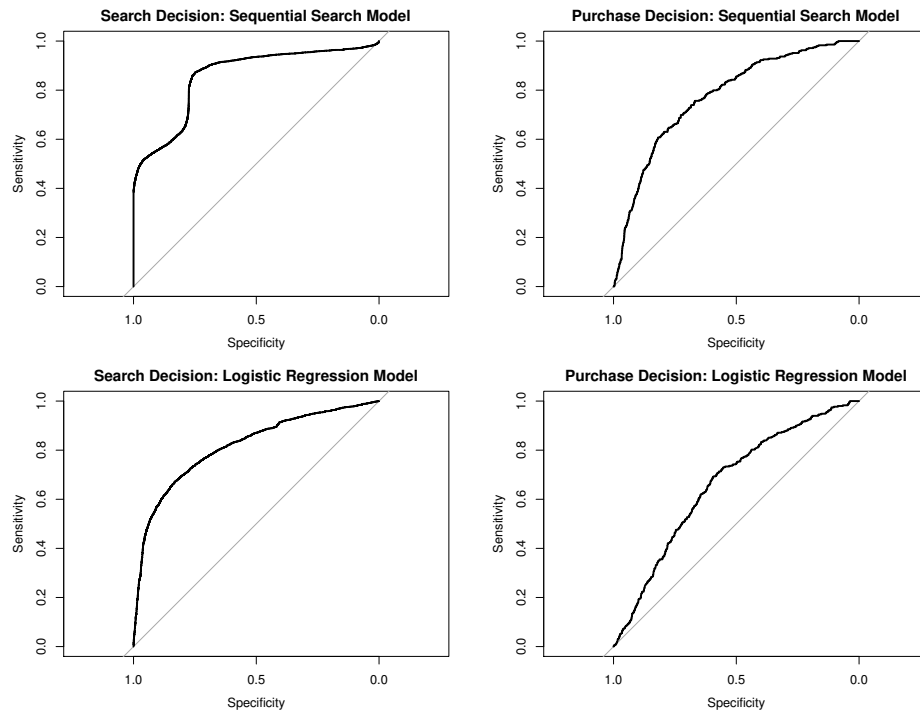 Search Decision: Sequential Search Model
Sensitivity
1.0
0.8
0.6
0.4
0.2
0.0
1.0 0.5 0.0
Specificity
Purchase Decision: Sequential Search Model
Sensitivity
1.0
0.8
0.6
0.4
0.2
0.0
1.0 0.5 0.0
Specificity
Search Decision: Logistic Regression Model
Sensitivity
1.0
0.8
0.6
0.4
0.2
0.0
1.0 0.5 0.0
Specificity
Purchase Decision: Logistic Regression Model
Sensitivity
1.0
0.8
0.6
0.4
0.2
0.0
1.0 0.5 0.0
Specificity